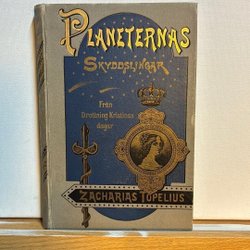 PLANETERNAS
SKYDDSLINGAR
Från
Drottning Kristinas
dagar
ZACHARIAS TOPELIUS